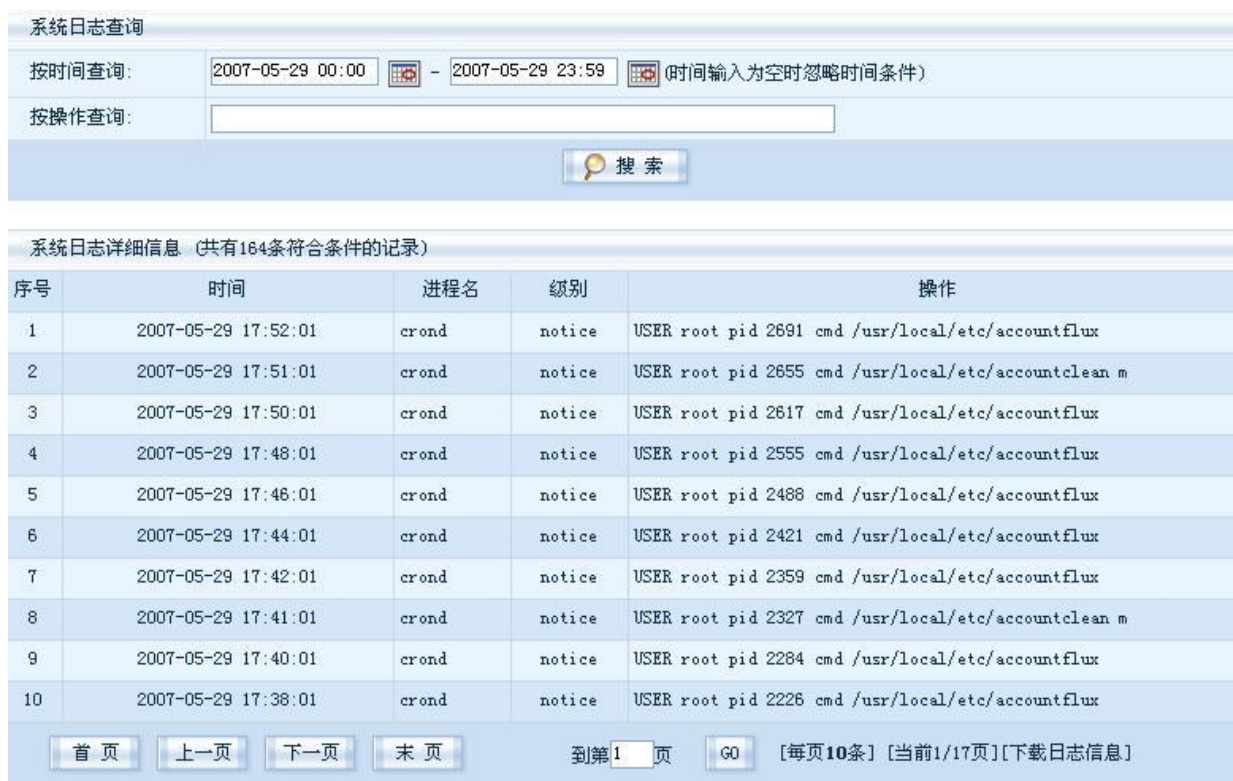 系统日志查询
按时间查询: 2007-05-29 00:00 - 2007-05-29 23:59 (时间输入为空时忽略时间条件)
按操作查询:
搜 索
系统日志详细信息 (共有164条符合条件的记录)
序号 时间 进程名 级别 操作
1 2007-05-29 17:52:01 crond notice USER root pid 2691 cmd /usr/local/etc/accountflux
2 2007-05-29 17:51:01 crond notice USER root pid 2655 cmd /usr/local/etc/accountclean m
3 2007-05-29 17:50:01 crond notice USER root pid 2617 cmd /usr/local/etc/accountflux
4 2007-05-29 17:48:01 crond notice USER root pid 2555 cmd /usr/local/etc/accountflux
5 2007-05-29 17:46:01 crond notice USER root pid 2488 cmd /usr/local/etc/accountflux
6 2007-05-29 17:44:01 crond notice USER root pid 2421 cmd /usr/local/etc/accountflux
7 2007-05-29 17:42:01 crond notice USER root pid 2359 cmd /usr/local/etc/accountflux
8 2007-05-29 17:41:01 crond notice USER root pid 2327 cmd /usr/local/etc/accountclean m
9 2007-05-29 17:40:01 crond notice USER root pid 2284 cmd /usr/local/etc/accountflux
10 2007-05-29 17:38:01 crond notice USER root pid 2226 cmd /usr/local/etc/accountflux
首 页 上一页 下一页 末 页 到第 1 页 GO [每页10条] [当前1/17页][下载日志信息]